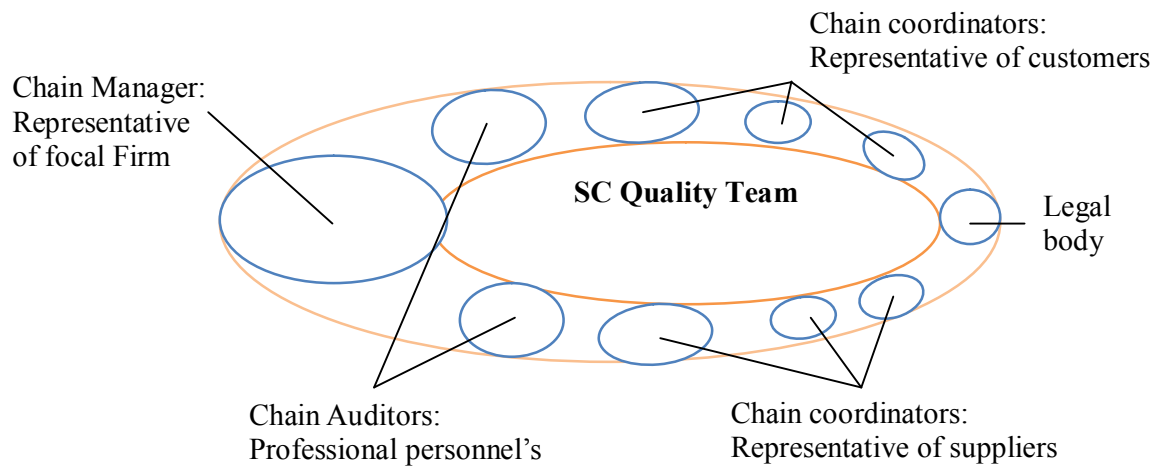 Chain coordinators:
Representative of customers
Chain Manager:
Representative
of focal Firm
SC Quality Team
Legal
body
Chain Auditors:
Professional personnel's
Chain coordinators:
Representative of suppliers